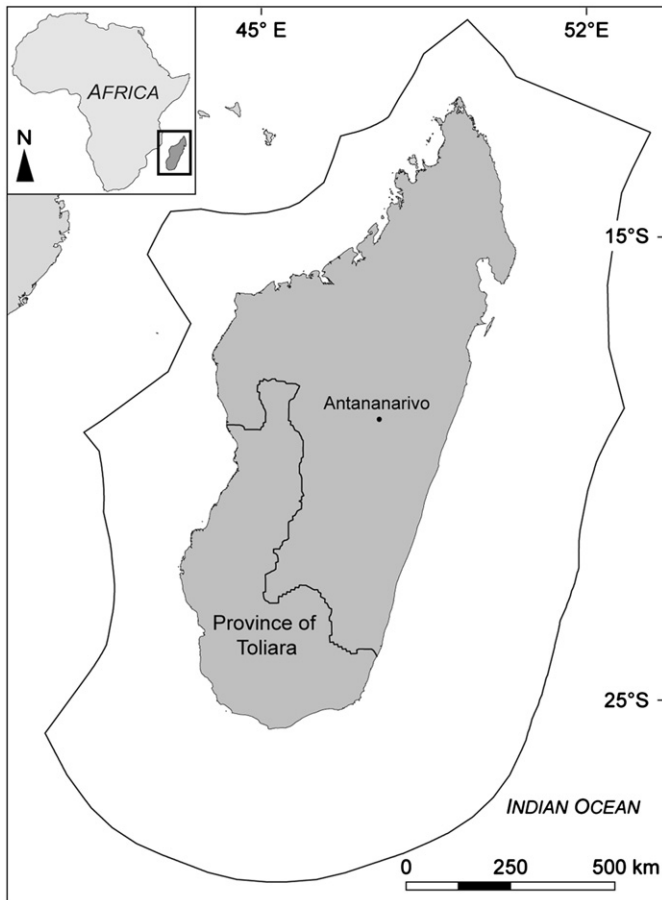 45° E
52° E
AFRICA
N
15°S
Antananarivo
Province of
Toliara
25°S
INDIAN OCEAN
0 250 500 km